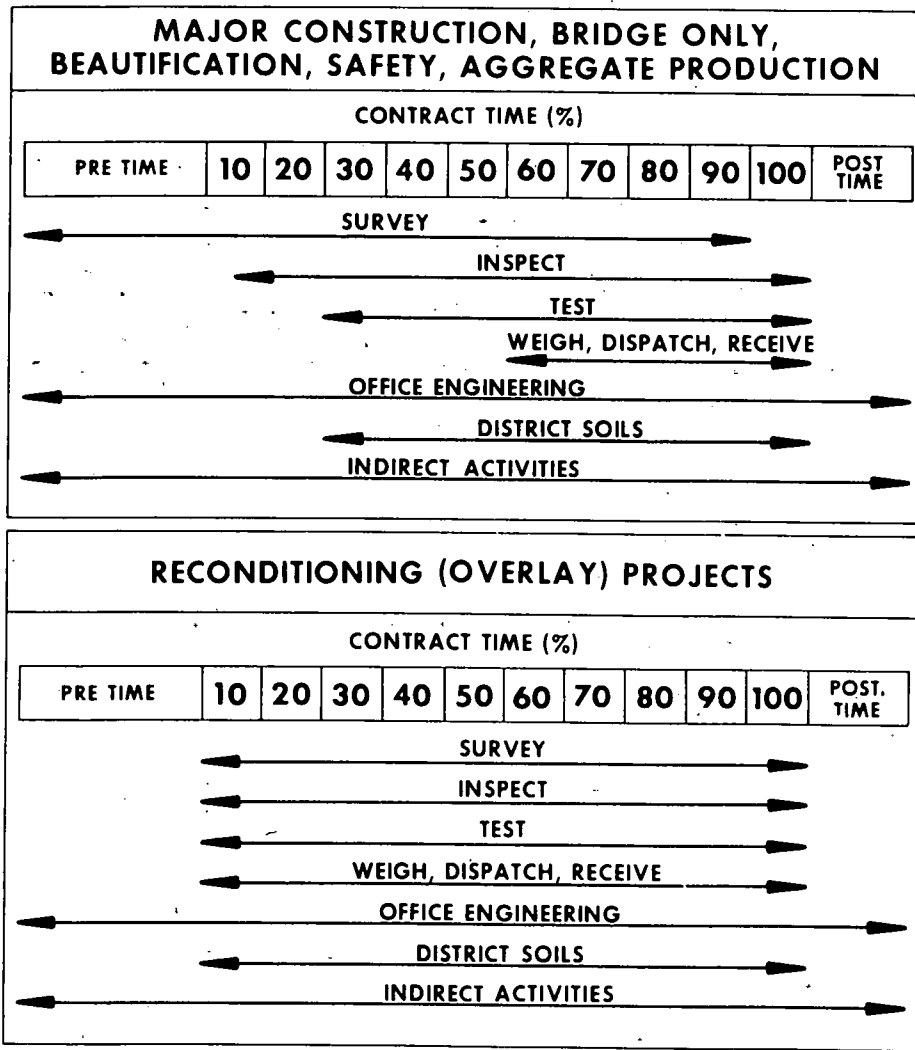 MAJOR CONSTRUCTION, BRIDGE ONLY,
BEAUTIFICATION, SAFETY, AGGREGATE PRODUCTION
CONTRACT TIME (%)
PRE TIME 10 20 30 40 50 60 70 80 90 100 POST
TIME
SURVEY
INSPECT
TEST
WEIGH, DISPATCH, RECEIVE
OFFICE ENGINEERING
DISTRICT SOILS
INDIRECT ACTIVITIES
RECONDITIONING (OVERLAY) PROJECTS
CONTRACT TIME (%)
PRE TIME 10 20 30 40 50 60 70 80 90 100 POST.
TIME
SURVEY
INSPECT
TEST
WEIGH, DISPATCH, RECEIVE
OFFICE ENGINEERING
DISTRICT SOILS
INDIRECT ACTIVITIES